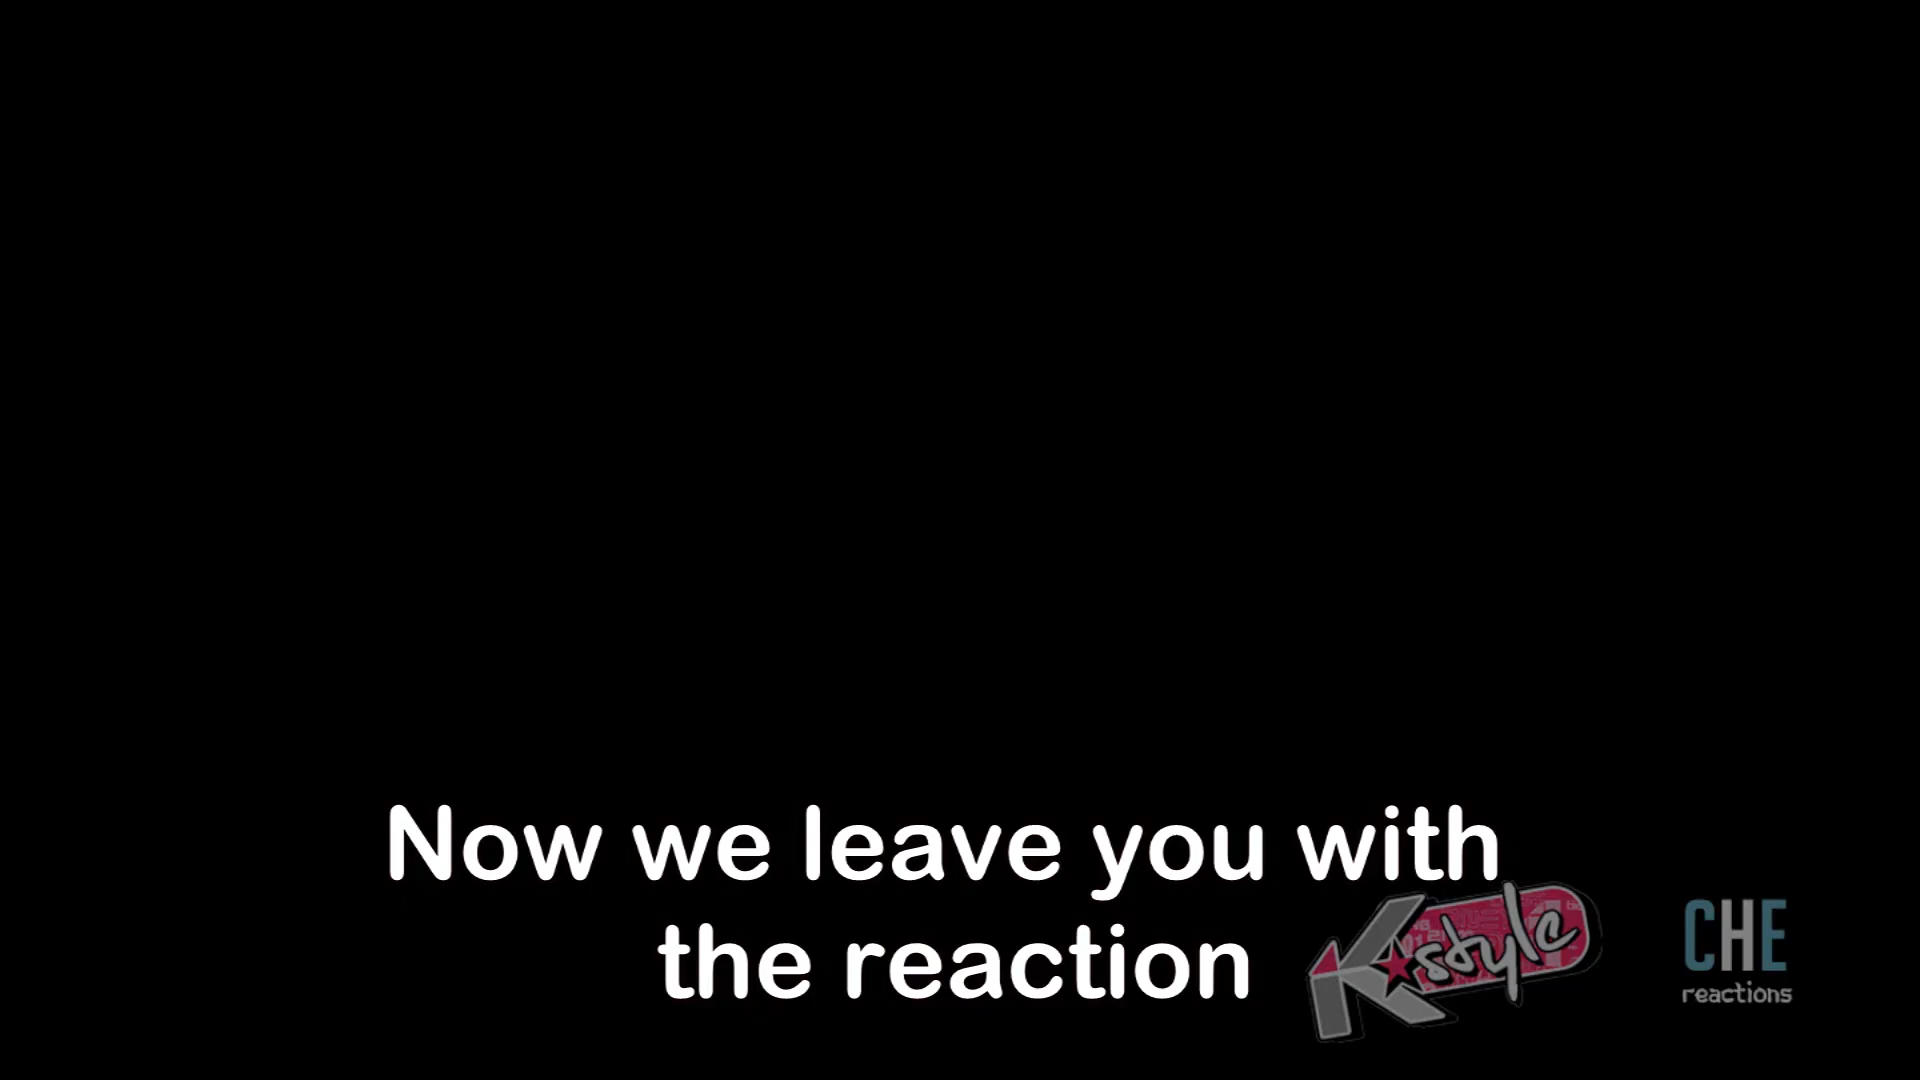 Now we leave you with
the reaction
K★style
CHE
reactions